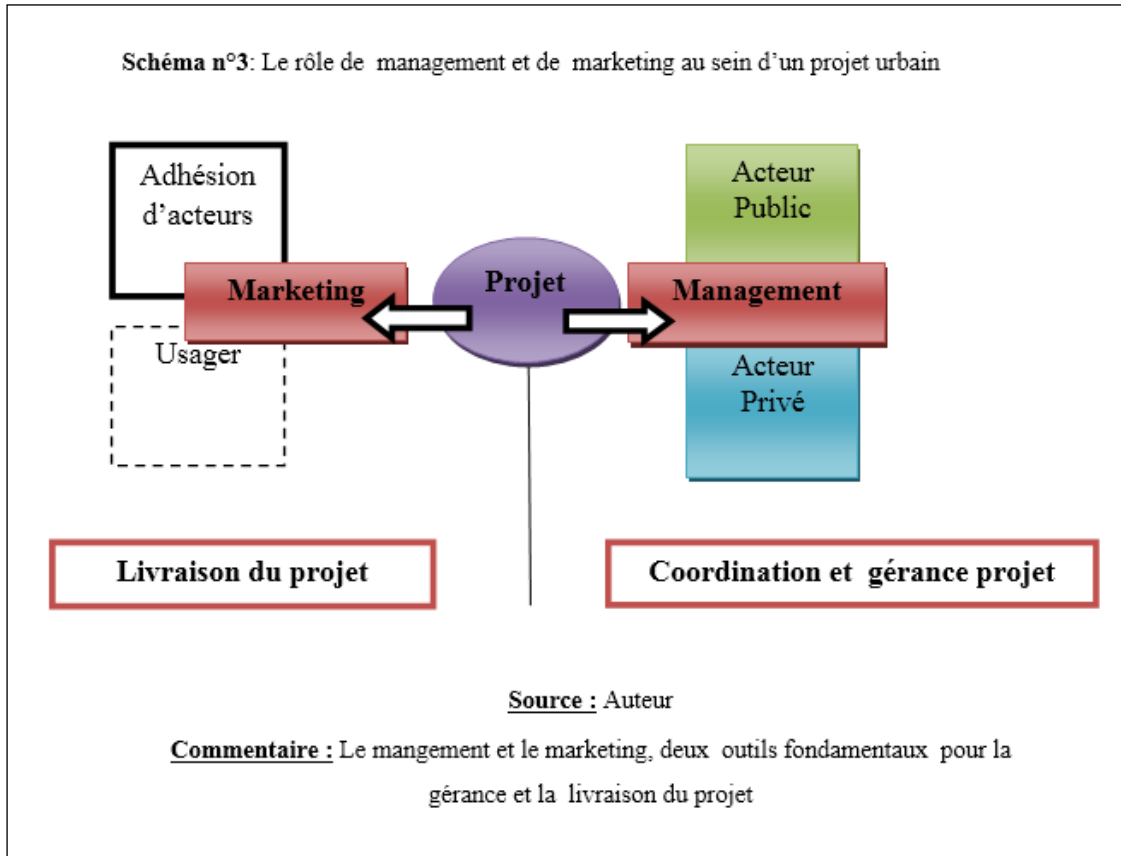 Schéma n°3: Le rôle de management et de marketing au sein d'un projet urbain
Adhésion
d'acteurs
Marketing
Usager
Projet
Acteur
Public
Management
Acteur
Privé
Livraison du projet
Coordination et gérance projet
Source : Auteur
Commentaire : Le mangement et le marketing, deux outils fondamentaux pour la
gérance et la livraison du projet